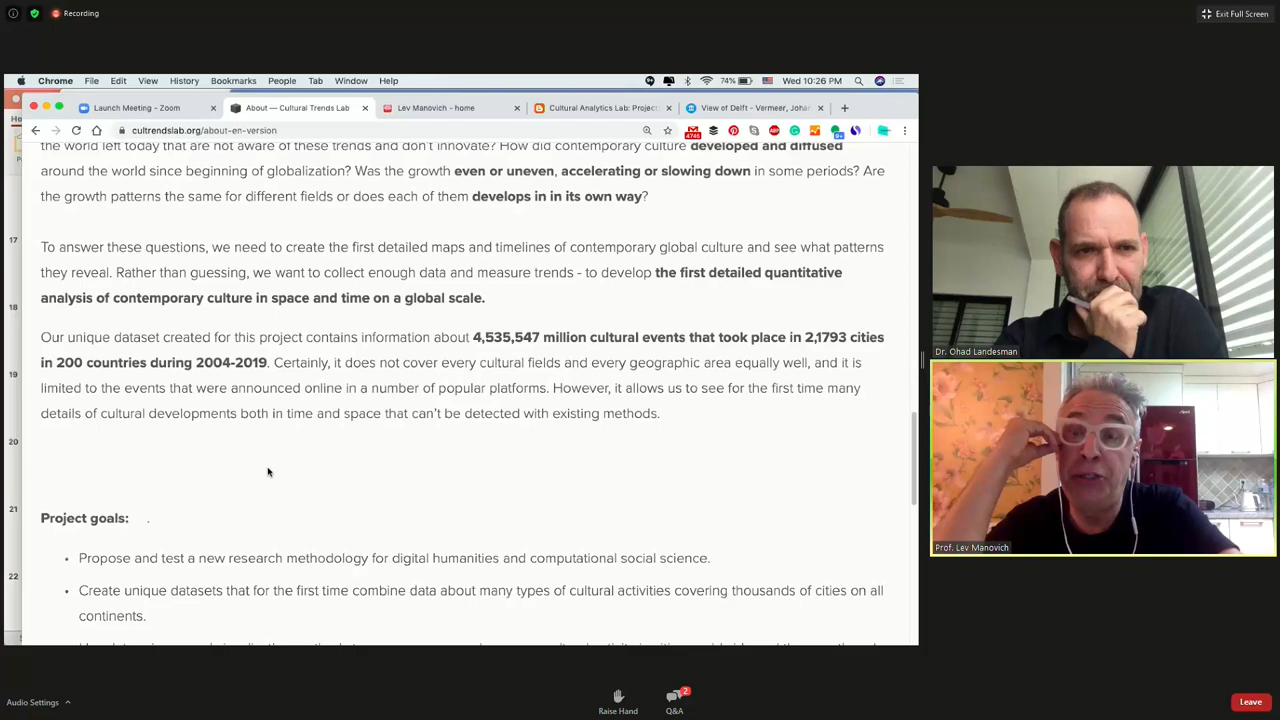 Recording
Exit Full Screen
Chrome File Edit View History Bookmarks People Tab Window Help
74% Wed 10:26 PM
Launch Meeting - Zoom
About — Cultural Trends Lab
Lev Manovich - home
Cultural Analytics Lab: Project:
View of Delft - Vermeer, Johan
cultrendslab.org/about-en-version
4746
the world left today that are not aware of these trends and don't innovate? How did contemporary culture developed and diffused
around the world since beginning of globalization? Was the growth even or uneven, accelerating or slowing down in some periods? Are
the growth patterns the same for different fields or does each of them develops in in its own way?
17
To answer these questions, we need to create the first detailed maps and timelines of contemporary global culture and see what patterns
they reveal. Rather than guessing, we want to collect enough data and measure trends - to develop the first detailed quantitative
analysis of contemporary culture in space and time on a global scale.
18
Our unique dataset created for this project contains information about 4,535,547 million cultural events that took place in 2,1793 cities
in 200 countries during 2004-2019. Certainly, it does not cover every cultural fields and every geographic area equally well, and it is
19
limited to the events that were announced online in a number of popular platforms. However, it allows us to see for the first time many
details of cultural developments both in time and space that can't be detected with existing methods.
20
21
Project goals: .
• Propose and test a new research methodology for digital humanities and computational social science.
22
• Create unique datasets that for the first time combine data about many types of cultural activities covering thousands of cities on all
continents.
Dr. Ohad Landesman
Prof. Lev Manovich
Audio Settings
Raise Hand
2
Q&A
Leave